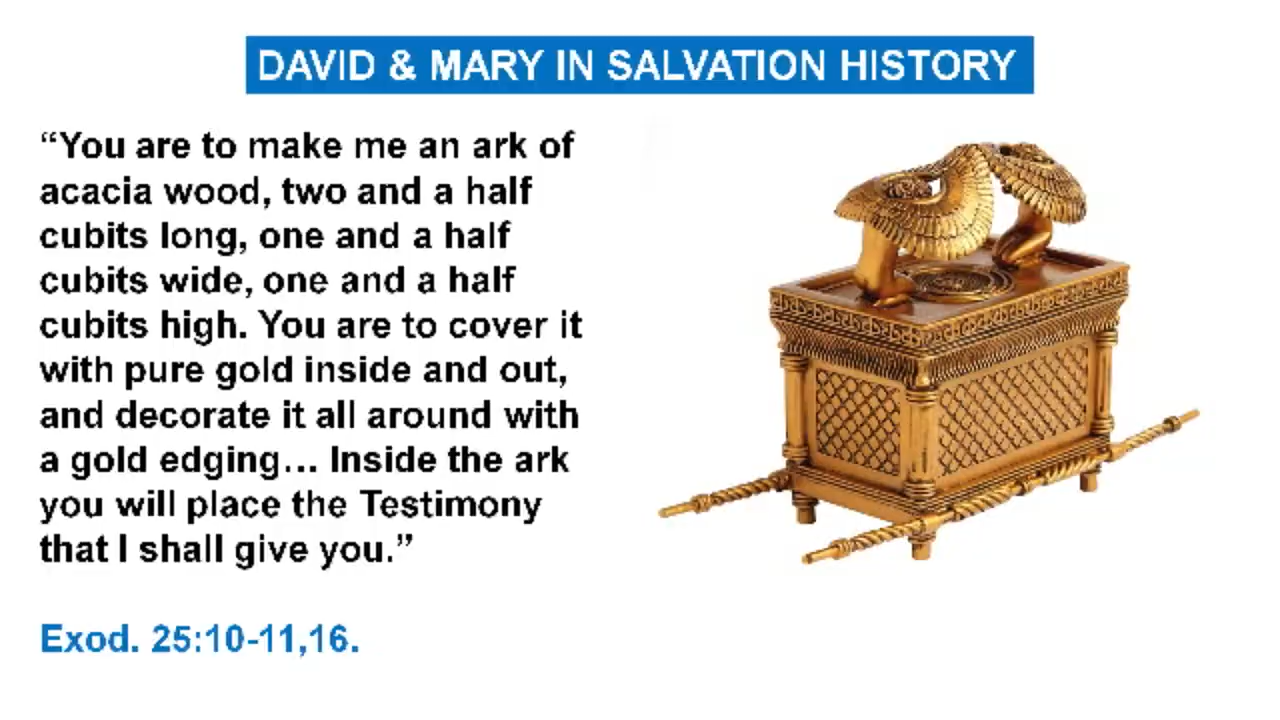 DAVID & MARY IN SALVATION HISTORY
“You are to make me an ark of
acacia wood, two and a half
cubits long, one and a half
cubits wide, one and a half
cubits high. You are to cover it
with pure gold inside and out,
and decorate it all around with
a gold edging… Inside the ark
you will place the Testimony
that I shall give you.”
Exod. 25:10-11,16.